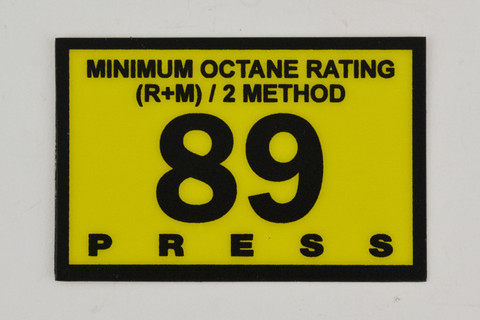 MINIMUM OCTANE RATING
(R+M) / 2 METHOD
89
PRESS